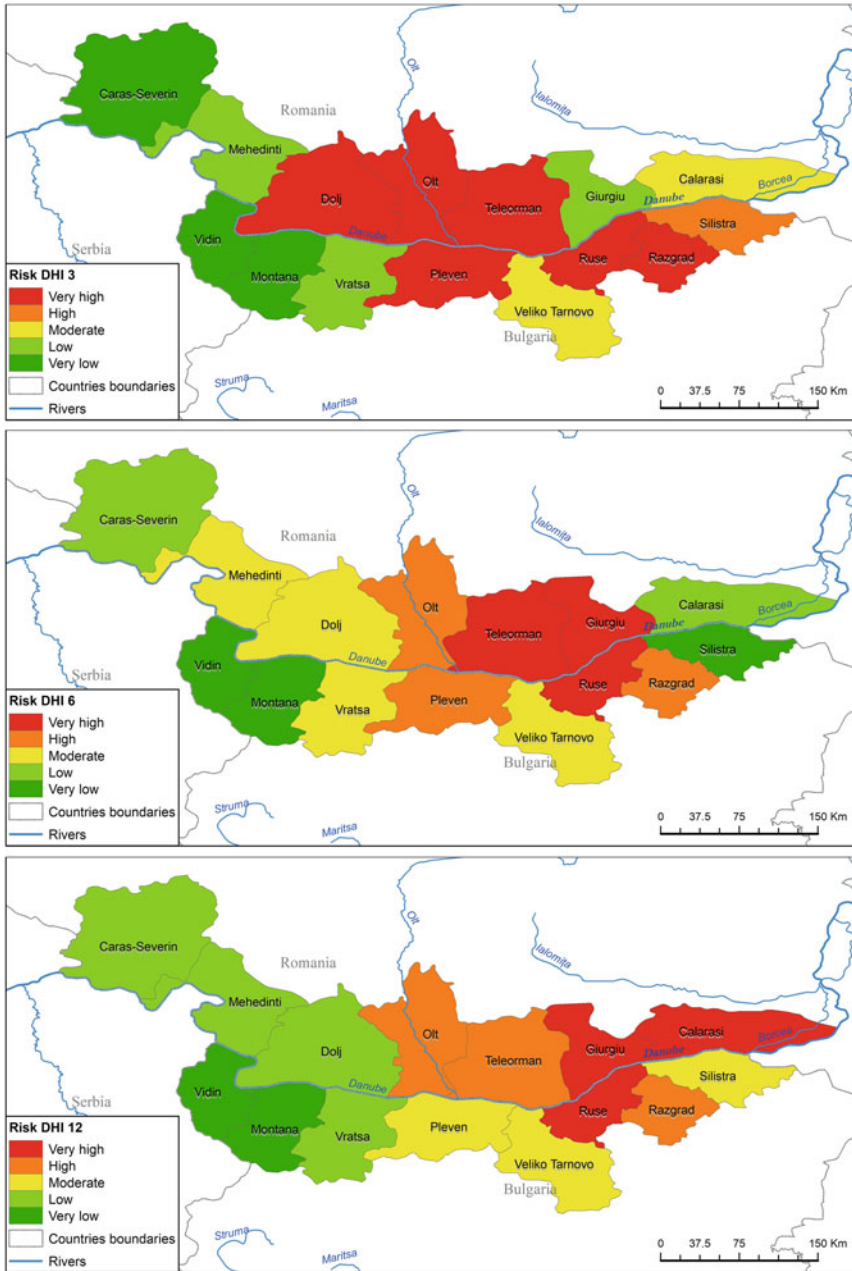 Olt
Ialomița
Caras-Severin
Romania
Mehedinti
Olt
Calarasi
Borcea
Dolj
Giurgiu
Teleorman
Danube
Silistra
Vidin
Danube
Serbia
Ruse
Razgrad
Montana
Vratsa
Pleven
Veliko Tarnovo
Bulgaria
Risk DHI 3
Very high
High
Moderate
Low
Very low
Countries boundaries
Rivers
Struma
Maritsa
0 37.5 75 150 Km
Olt
Ialomița
Caras-Severin
Romania
Mehedinti
Olt
Calarasi
Borcea
Dolj
Giurgiu
Teleorman
Danube
Silistra
Vidin
Danube
Serbia
Ruse
Razgrad
Montana
Vratsa
Pleven
Veliko Tarnovo
Bulgaria
Risk DHI 6
Very high
High
Moderate
Low
Very low
Countries boundaries
Rivers
Struma
Maritsa
0 37.5 75 150 Km
Olt
Ialomița
Caras-Severin
Romania
Mehedinti
Olt
Calarasi
Borcea
Dolj
Giurgiu
Teleorman
Danube
Silistra
Vidin
Danube
Serbia
Ruse
Razgrad
Montana
Vratsa
Pleven
Veliko Tarnovo
Bulgaria
Risk DHI 12
Very high
High
Moderate
Low
Very low
Countries boundaries
Rivers
Struma
Maritsa
0 37.5 75 150 Km